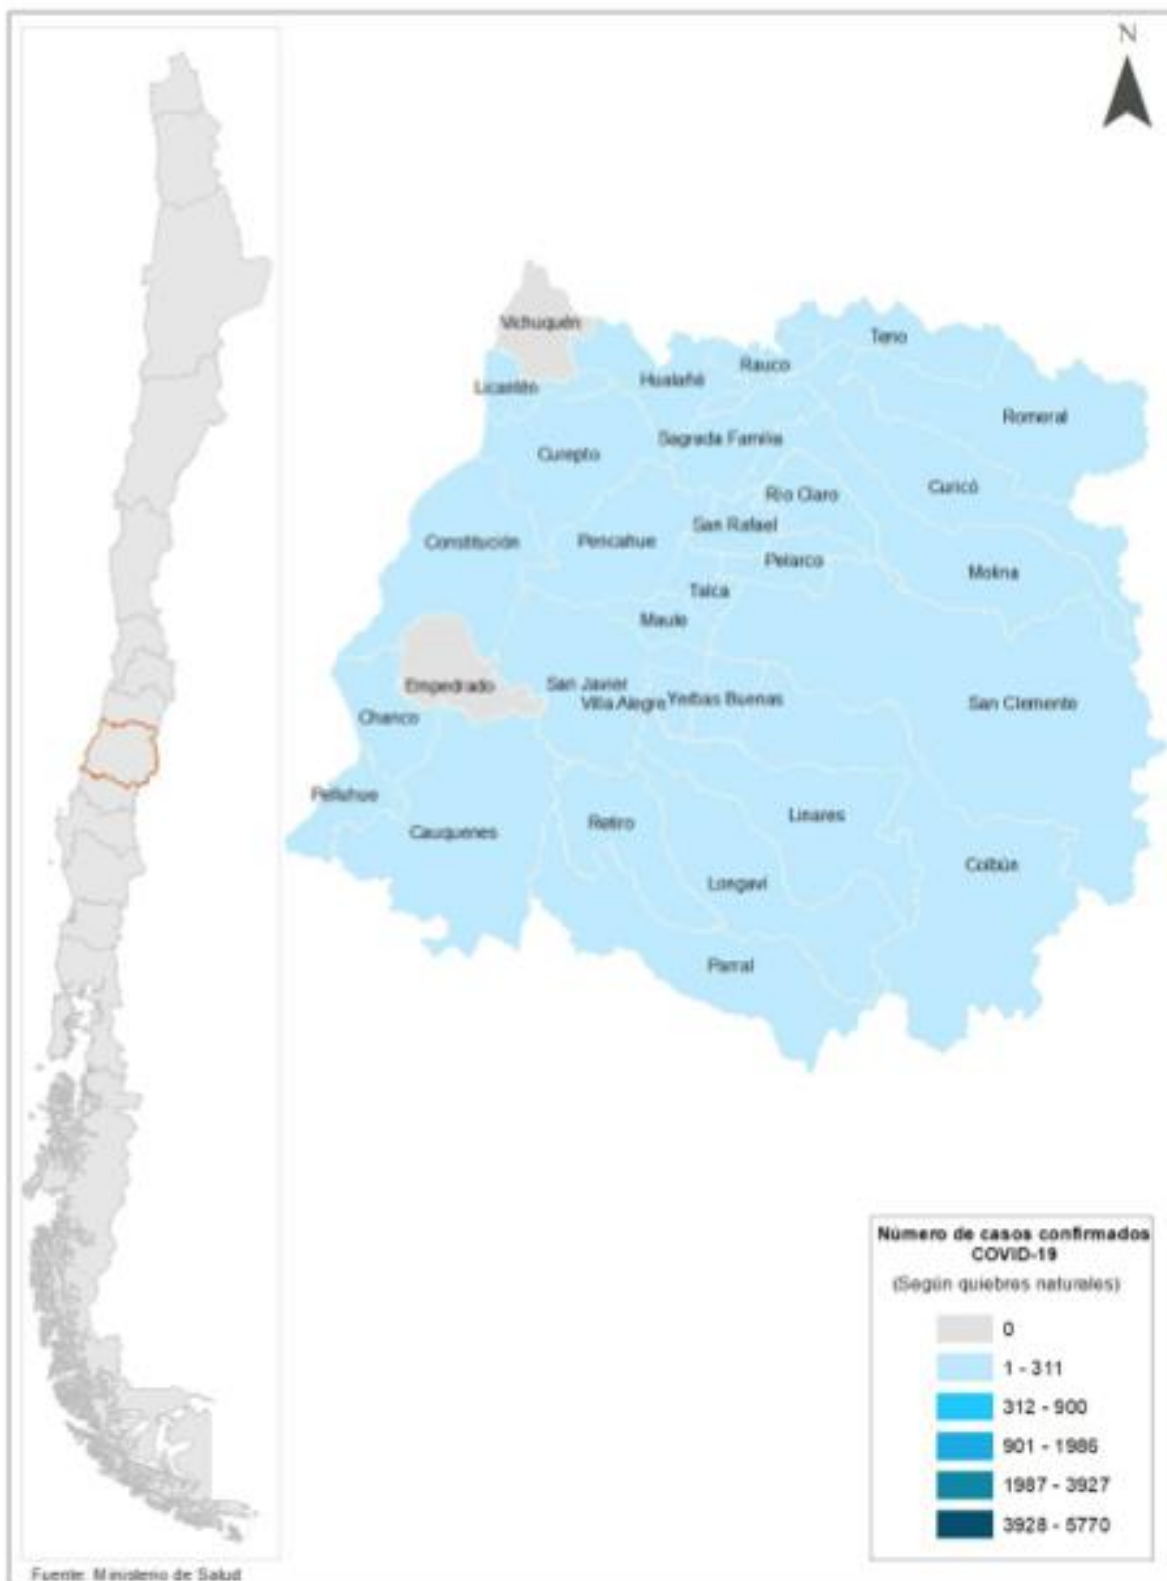 N
Vichuquén
Teno
Rauco
Hualañé
Licantén
Romeral
Sagrada Familia
Curepto
Curicó
Río Claro
San Rafael
Constitución
Pencahue
Pelarco
Molina
Talca
Maule
Empedrado
San Javier
Villa Alegre
Yerbas Buenas
San Clemente
Chanco
Pelluhue
Linares
Retiro
Cauquenes
Colbún
Longaví
Parral
Número de casos confirmados
COVID-19
(Según quiebres naturales)
0
1 - 311
312 - 900
901 - 1986
1987 - 3927
3928 - 5770
Fuente: Ministerio de Salud